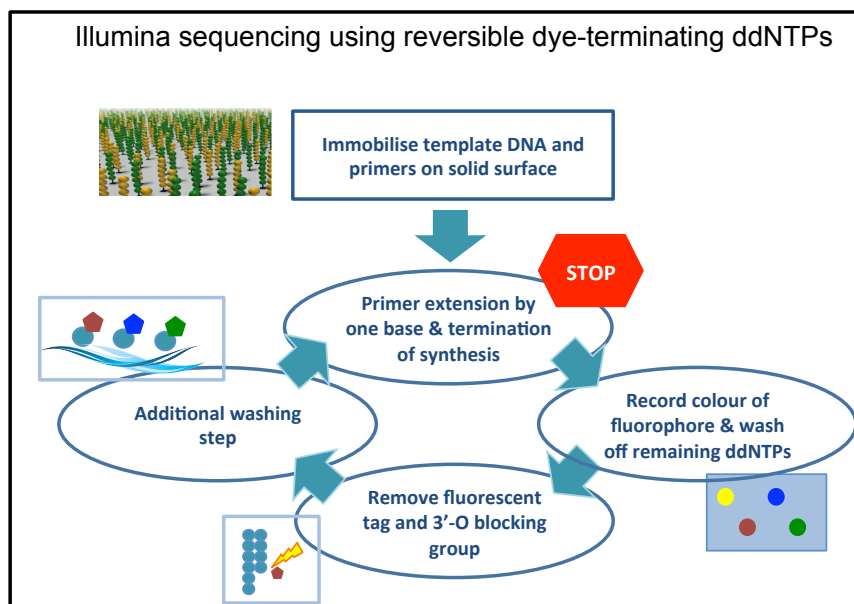 Illumina sequencing using reversible dye-terminating ddNTPs
Immobilise template DNA and
primers on solid surface
STOP
Primer extension by
one base & termination
of synthesis
Record colour of
fluorophore & wash
off remaining ddNTPs
Remove fluorescent
tag and 3’-O blocking
group
Additional washing
step